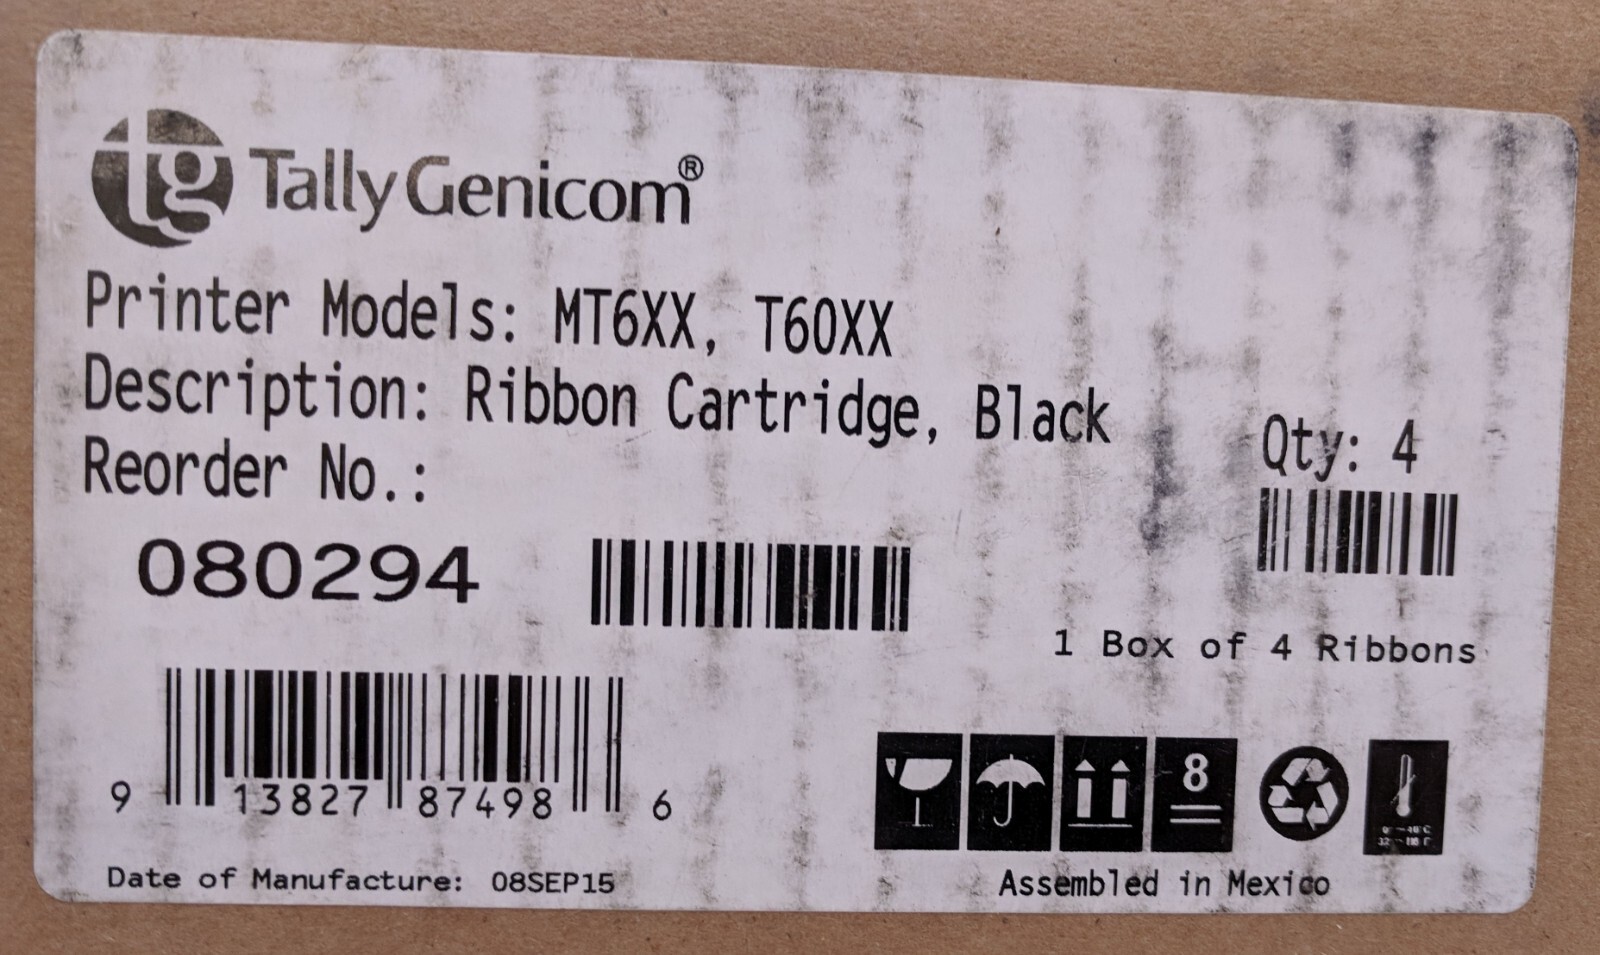 tg TallyGenicom®
Printer Models: MT6XX, T60XX
Description: Ribbon Cartridge, Black
Reorder No.:
Qty: 4
080294
1 Box of 4 Ribbons
8
9 13827 87498 6
Date of Manufacture: 08SEP15
Assembled in Mexico